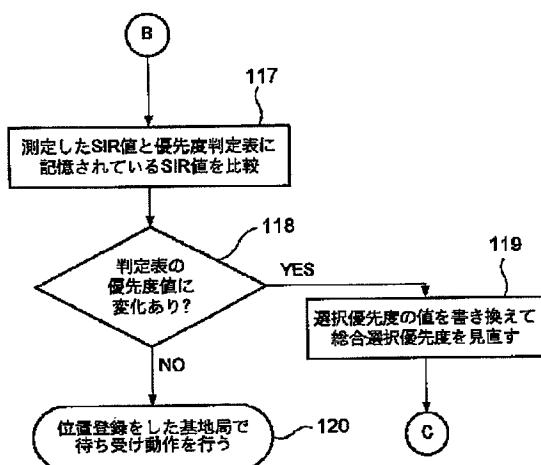 B
117
測定したSIR値と優先度判定表に
記憶されているSIR値を比較
118
判定表の
優先度値に
変化あり?
YES
119
選択優先度の値を書き換えて
総合選択優先度を見直す
NO
位置登録をした基地局で
待ち受け動作を行う
120
C